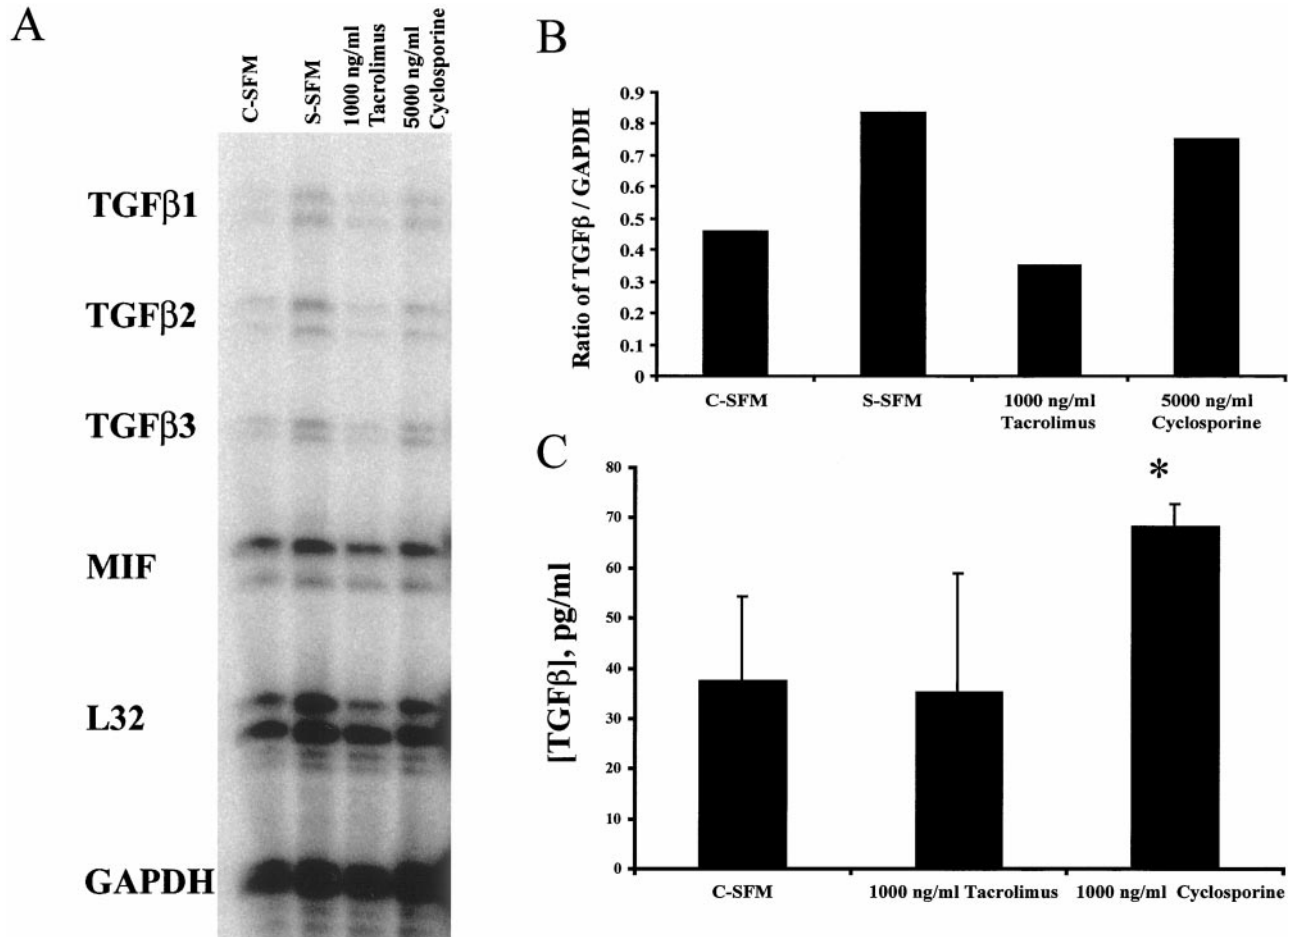 A
C-SFM
S-SFM
1000 ng/ml
Tacrolimus
5000 ng/ml
Cyclosporine
TGFβ1
TGFβ2
TGFβ3
MIF
L32
GAPDH
B
Ratio of TGFβ / GAPDH
0.9
0.8
0.7
0.6
0.5
0.4
0.3
0.2
0.1
0
C-SFM
S-SFM
1000 ng/ml
Tacrolimus
5000 ng/ml
Cyclosporine
C
[TGFβ], pg/ml
80
70
60
50
40
30
20
10
0
*
C-SFM
1000 ng/ml Tacrolimus
1000 ng/ml Cyclosporine